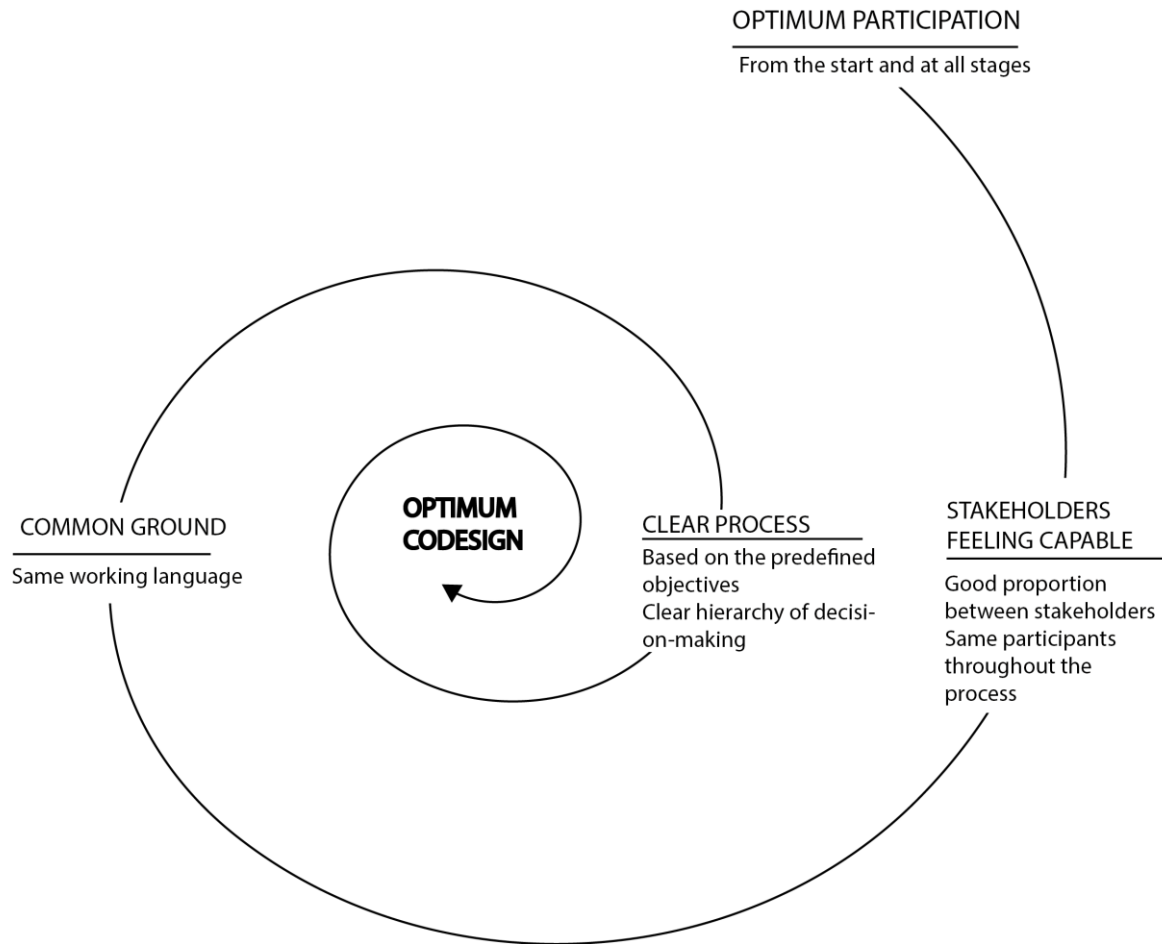 OPTIMUM PARTICIPATION
From the start and at all stages
COMMON GROUND
Same working language
OPTIMUM
CODESIGN
CLEAR PROCESS
Based on the predefined
objectives
Clear hierarchy of decisi-
on-making
STAKEHOLDERS
FEELING CAPABLE
Good proportion
between stakeholders
Same participants
throughout the
process